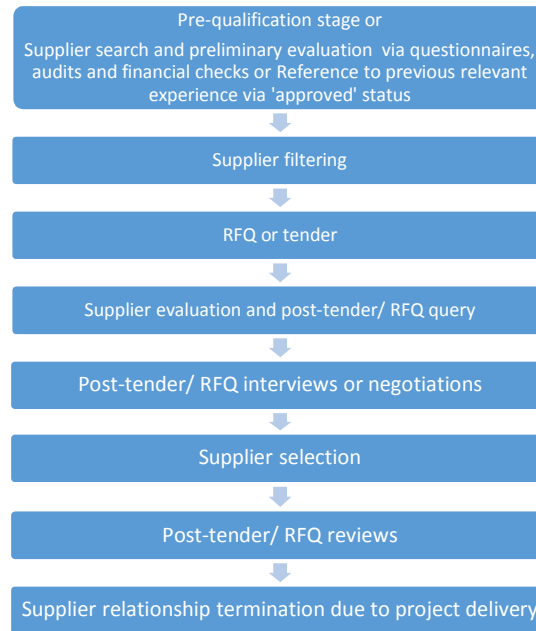 Pre-qualification stage or
Supplier search and preliminary evaluation via questionnaires,
audits and financial checks or Reference to previous relevant
experience via 'approved' status
Supplier filtering
RFQ or tender
Supplier evaluation and post-tender/ RFQ query
Post-tender/ RFQ interviews or negotiations
Supplier selection
Post-tender/ RFQ reviews
Supplier relationship termination due to project delivery